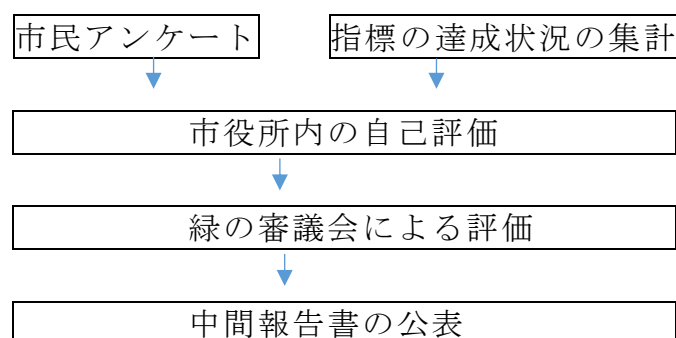 市民アンケート 指標の達成状況の集計
市役所内の自己評価
緑の審議会による評価
中間報告書の公表